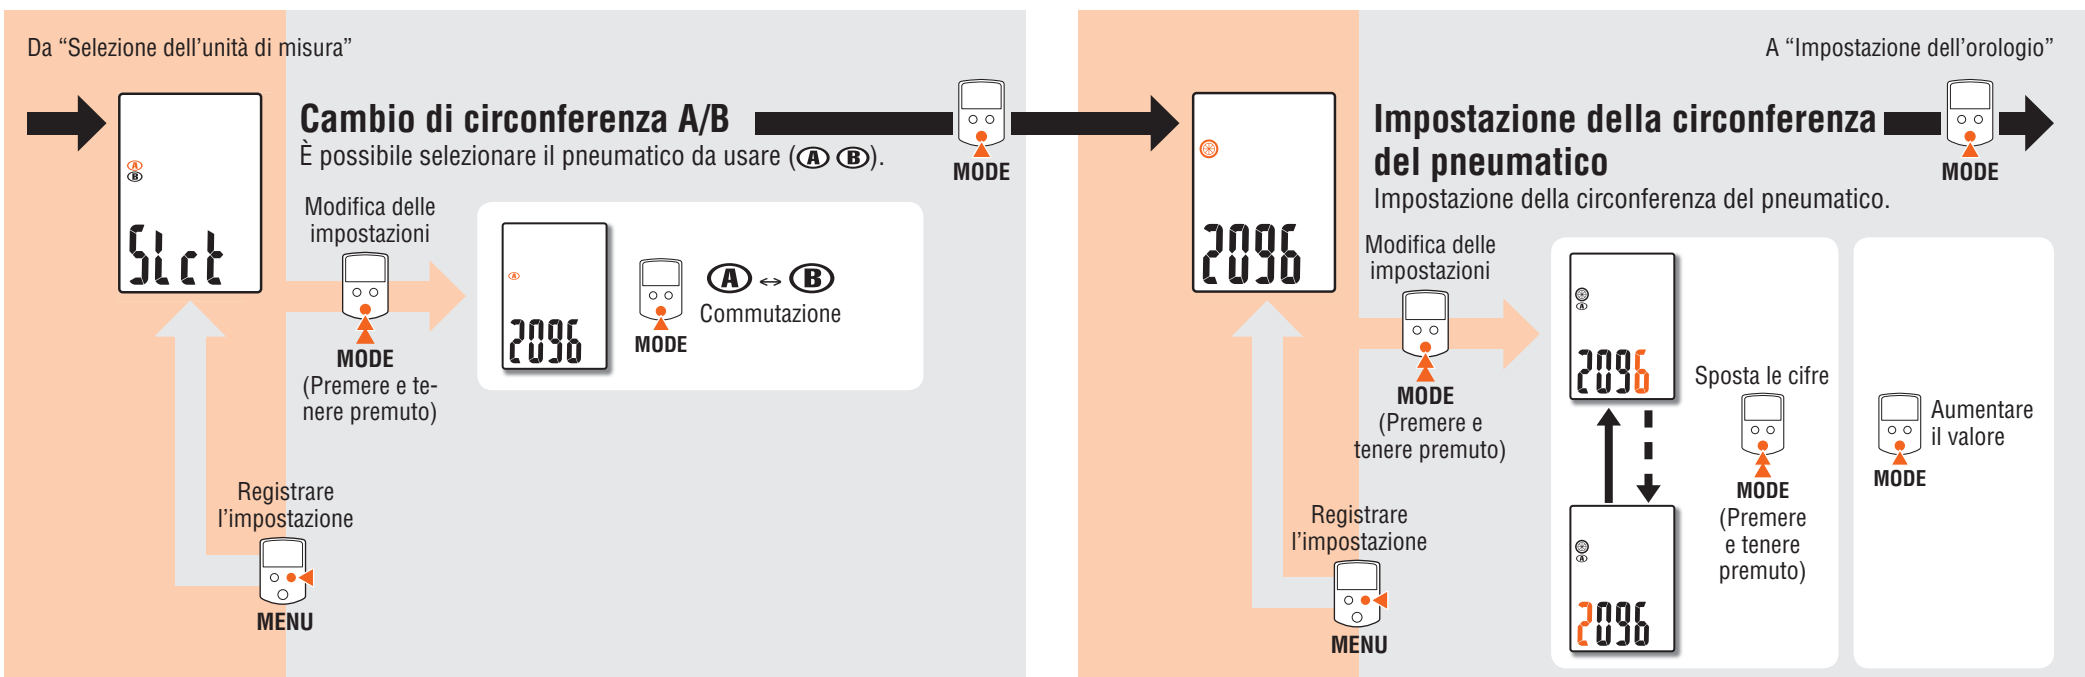 Da “Selezione dell’unità di misura”
Cambio di circonferenza A/B
È possibile selezionare il pneumatico da usare (A B).
MODE
A
B
Slct
Modifica delle
impostazioni
MODE
(Premere e te-
nere premuto)
A
2096
MODE
A ↔ B
Commutazione
Registrare
l’impostazione
MENU
A “Impostazione dell’orologio”
Impostazione della circonferenza
del pneumatico
Impostazione della circonferenza del pneumatico.
MODE
2096
Modifica delle
impostazioni
MODE
(Premere e
tenere premuto)
A
2096
Sposta le cifre
MODE
(Premere
e tenere
premuto)
A
2096
Aumentare
il valore
MODE
Registrare
l’impostazione
MENU